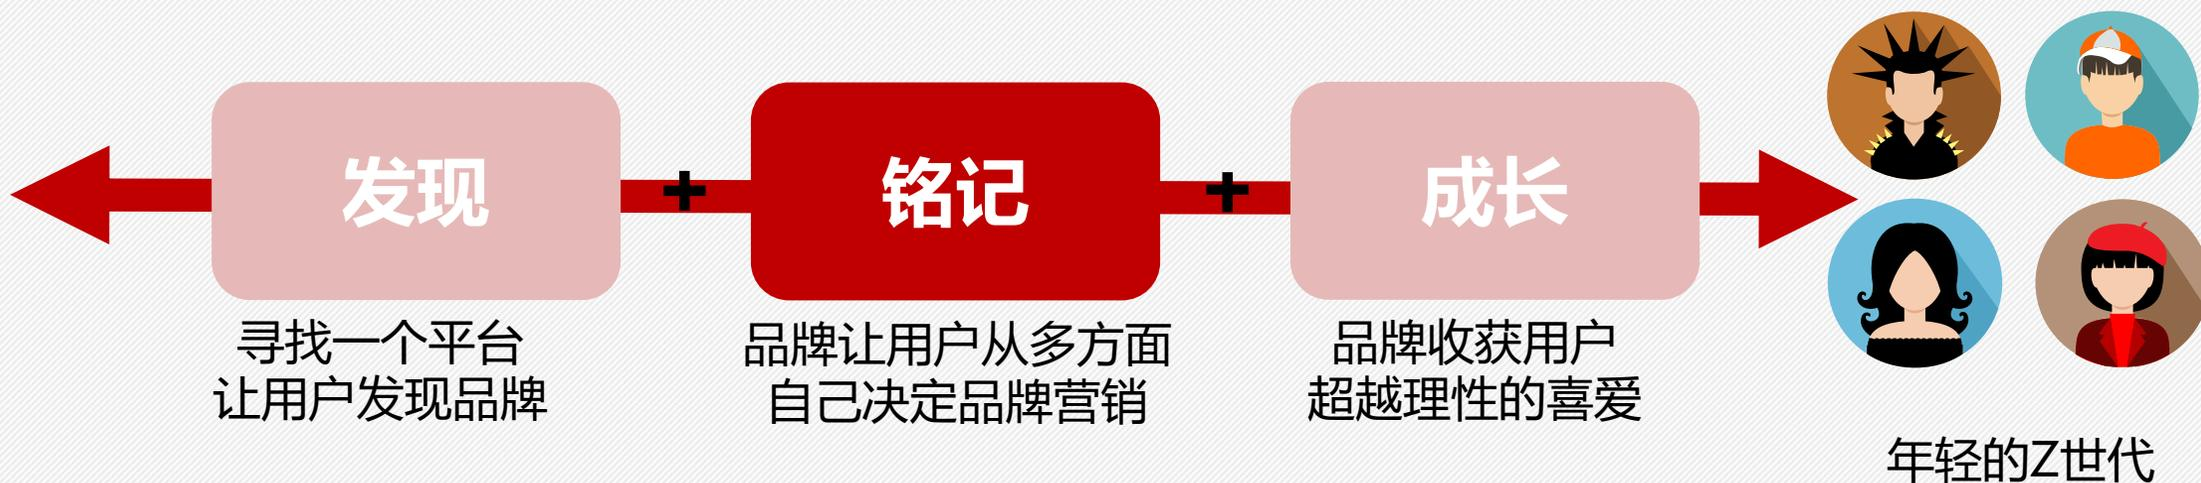 发现
+
铭记
+
成长
寻找一个平台
让用户发现品牌
品牌让用户从多方面
自己决定品牌营销
品牌收获用户
超越理性的喜爱
年轻的Z世代